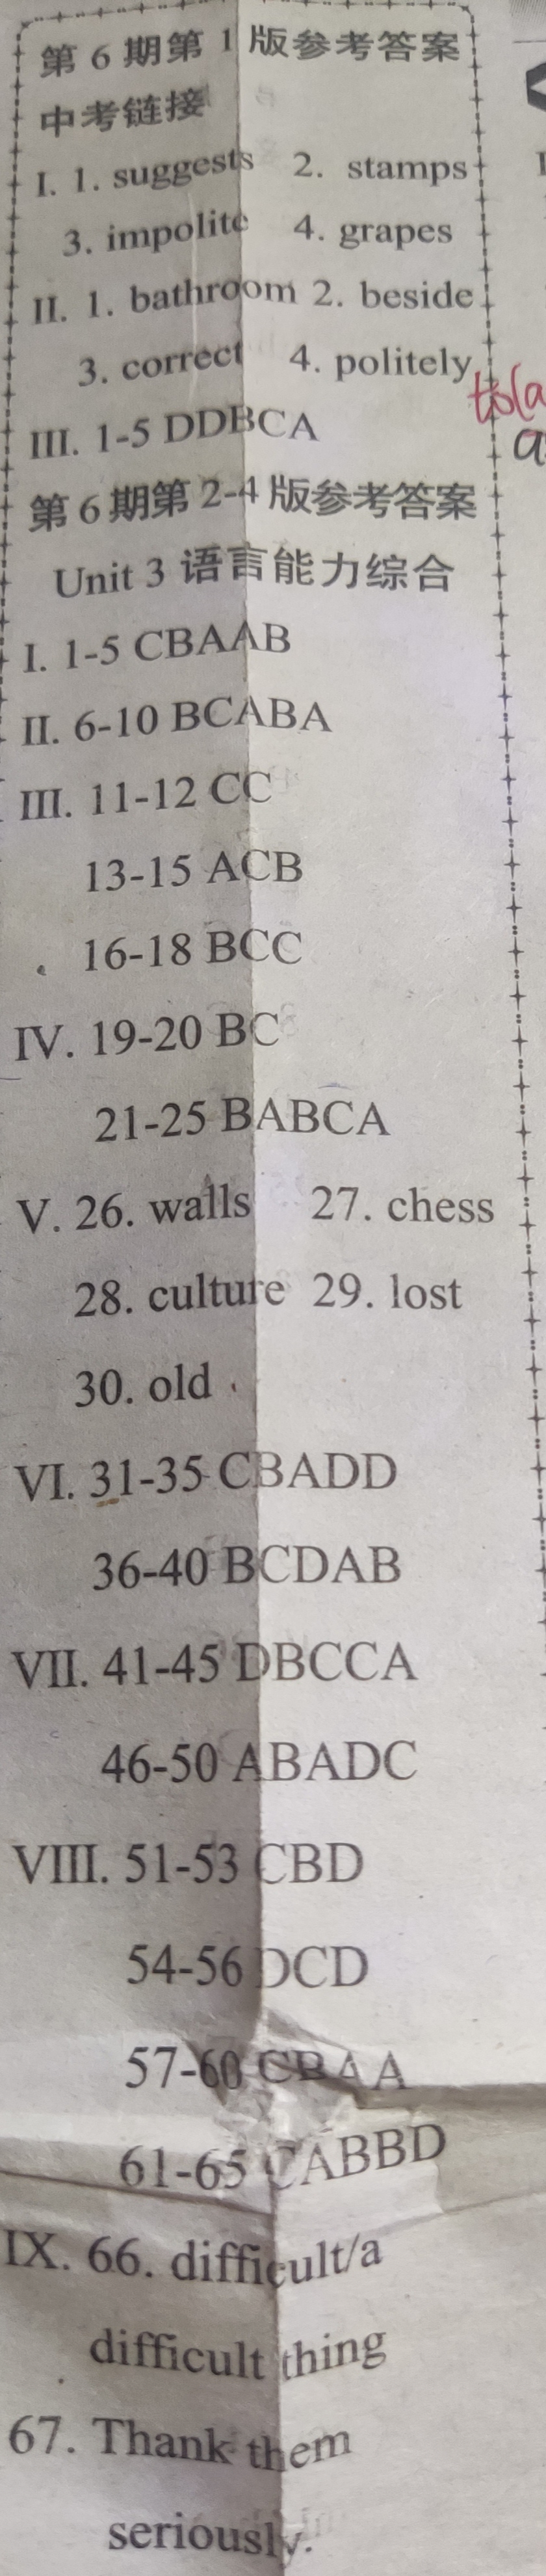 第6期第1版参考答案
中考链接
I. 1. suggests 2. stamps
3. impolite 4. grapes
II. 1. bathroom 2. beside
3. correct 4. politely
III. 1-5 DDBCA
第6期第2-4版参考答案
Unit 3 语言能力综合
I. 1-5 CBAAB
II. 6-10 BCABA
III. 11-12 CC
13-15 ACB
16-18 BCC
IV. 19-20 BC
21-25 BABCA
V. 26. walls 27. chess
28. culture 29. lost
30. old
VI. 31-35 CBADD
36-40 BCDAB
VII. 41-45 DBCCA
46-50 ABADC
VIII. 51-53 CBD
54-56 DCD
57-60 CBAA
61-65 CABBD
IX. 66. difficult/a
difficult thing
67. Thank them
seriously.